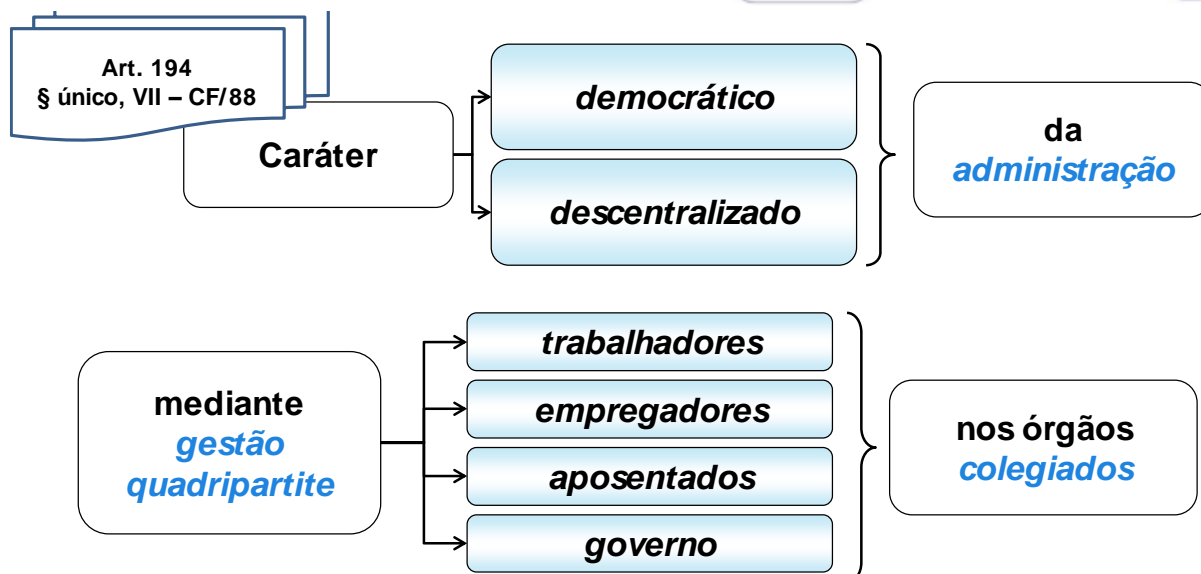 Art. 194
§ único, VII – CF/88
Caráter
democrático
descentralizado
da
administração
mediante
gestão
quadripartite
trabalhadores
empregadores
aposentados
governo
nos órgãos
colegiados